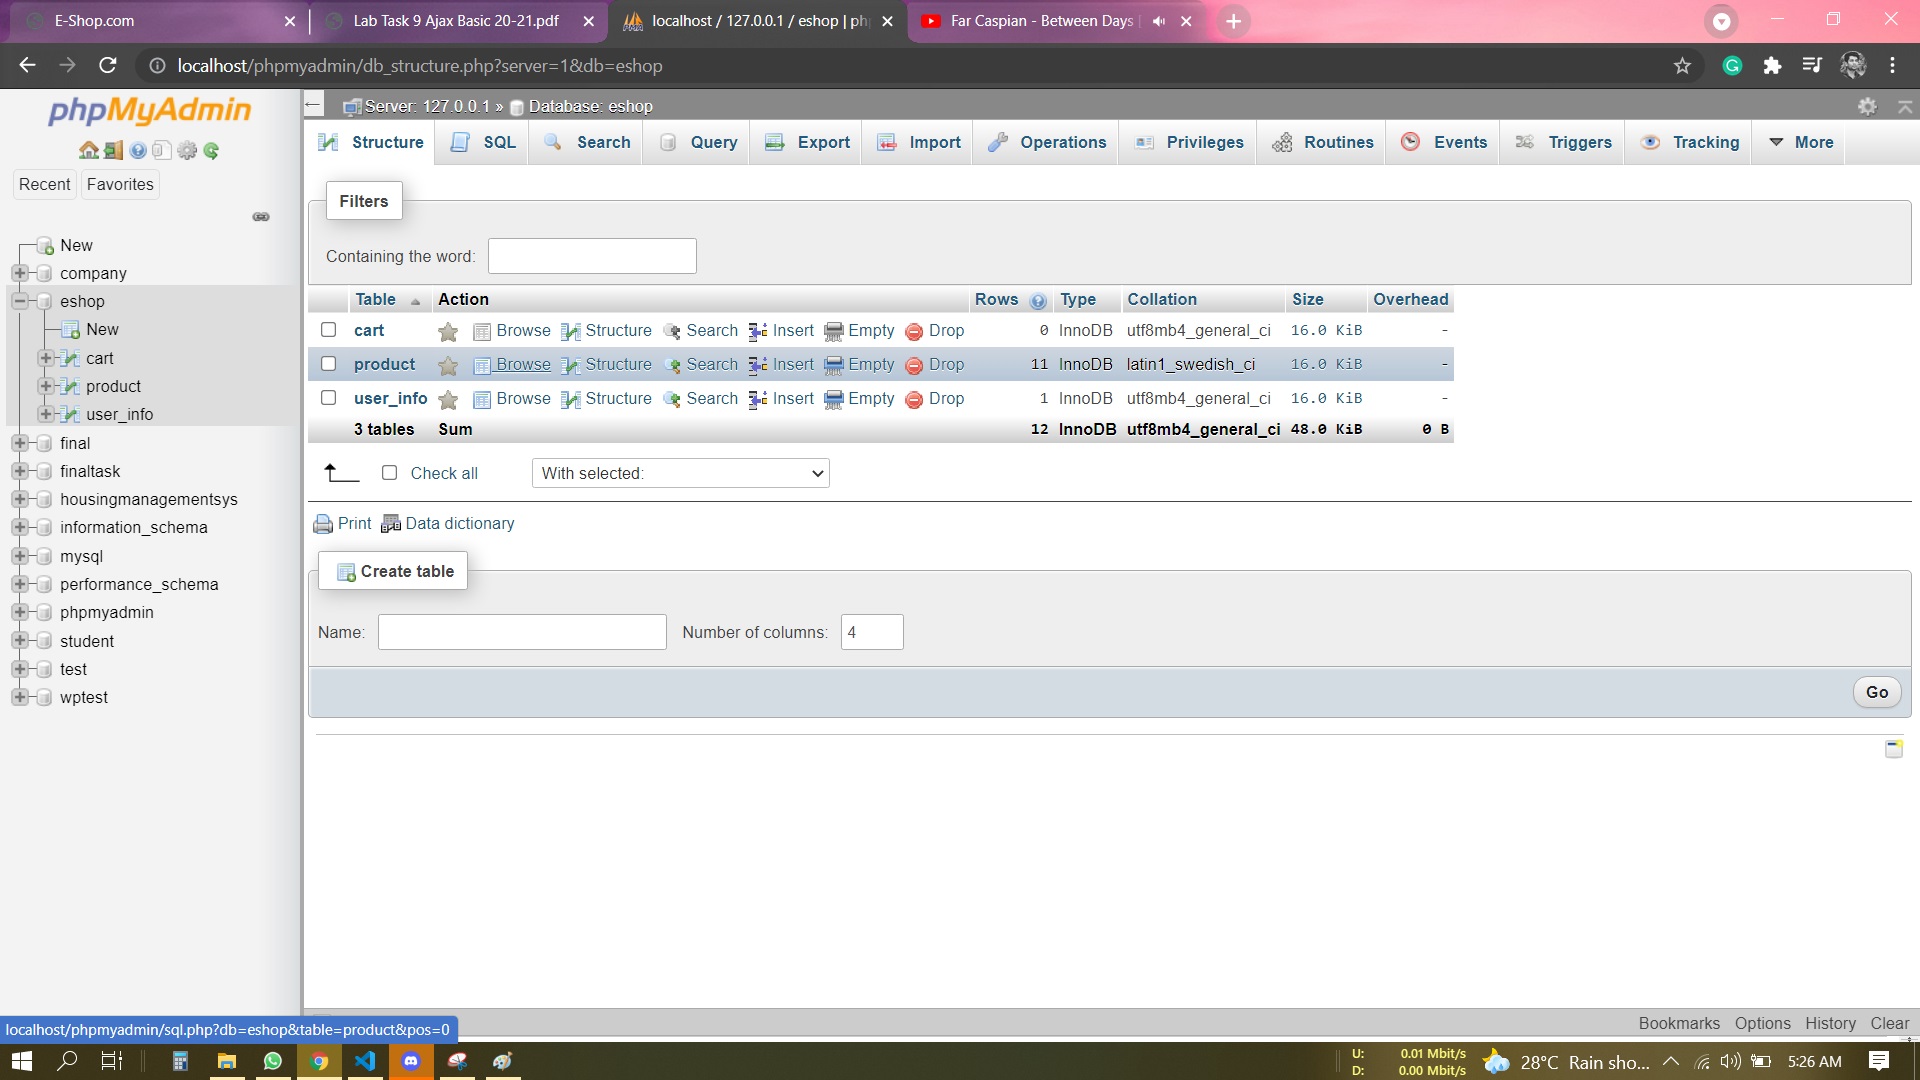 E-Shop.com
Lab Task 9 Ajax Basic 20-21.pdf
localhost / 127.0.0.1 / eshop | ph
Far Caspian - Between Days |
localhost/phpmyadmin/db_structure.php?server=1&db=eshop
phpMyAdmin
Recent Favorites
New
company
eshop
New
cart
product
user_info
final
finaltask
housingmanagementsys
information_schema
mysql
performance_schema
phpmyadmin
student
test
wptest
Server: 127.0.0.1 » Database: eshop
Structure SQL Search Query Export Import Operations Privileges Routines Events Triggers Tracking More
Filters
Containing the word:
Table Action Rows Type Collation Size Overhead
cart Browse Structure Search Insert Empty Drop 0 InnoDB utf8mb4_general_ci 16.0 KiB -
product Browse Structure Search Insert Empty Drop 11 InnoDB latin1_swedish_ci 16.0 KiB -
user_info Browse Structure Search Insert Empty Drop 1 InnoDB utf8mb4_general_ci 16.0 KiB -
3 tables Sum 12 InnoDB utf8mb4_general_ci 48.0 KiB 0 B
Check all With selected:
Print Data dictionary
Create table
Name: Number of columns: 4
Go
Bookmarks Options History Clear
localhost/phpmyadmin/sql.php?db=eshop&table=product&pos=0
U: 0.01 Mbit/s
D: 0.00 Mbit/s
28°C Rain sho... 5:26 AM